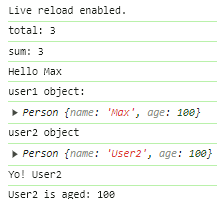 Live reload enabled.
total: 3
sum: 3
Hello Max
user1 object:
▶ Person {name: 'Max', age: 100}
user2 object
▶ Person {name: 'User2', age: 100}
Yo! User2
User2 is aged: 100